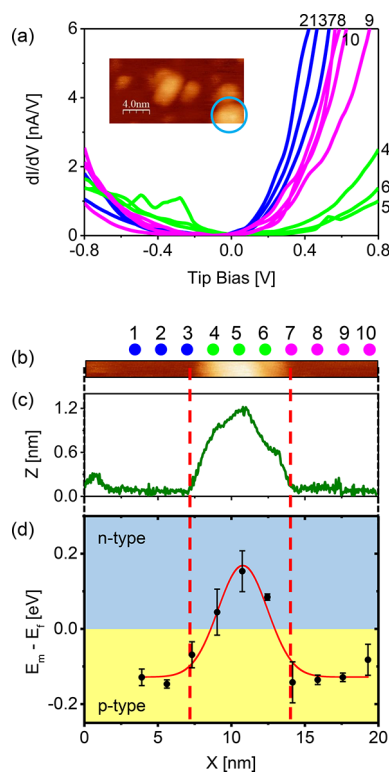 (a)
6
4
2
0
dI/dV [nA/V]
21378 9
10
4
6
5
4.0nm
-0.8 -0.4 0.0 0.4 0.8
Tip Bias [V]
1 2 3 4 5 6 7 8 9 10
(b)
(c)
1.2
0.6
0.0
Z [nm]
(d)
n-type
0.2
0.0
-0.2
Em - Ef [eV]
p-type
0 5 10 15 20
X [nm]